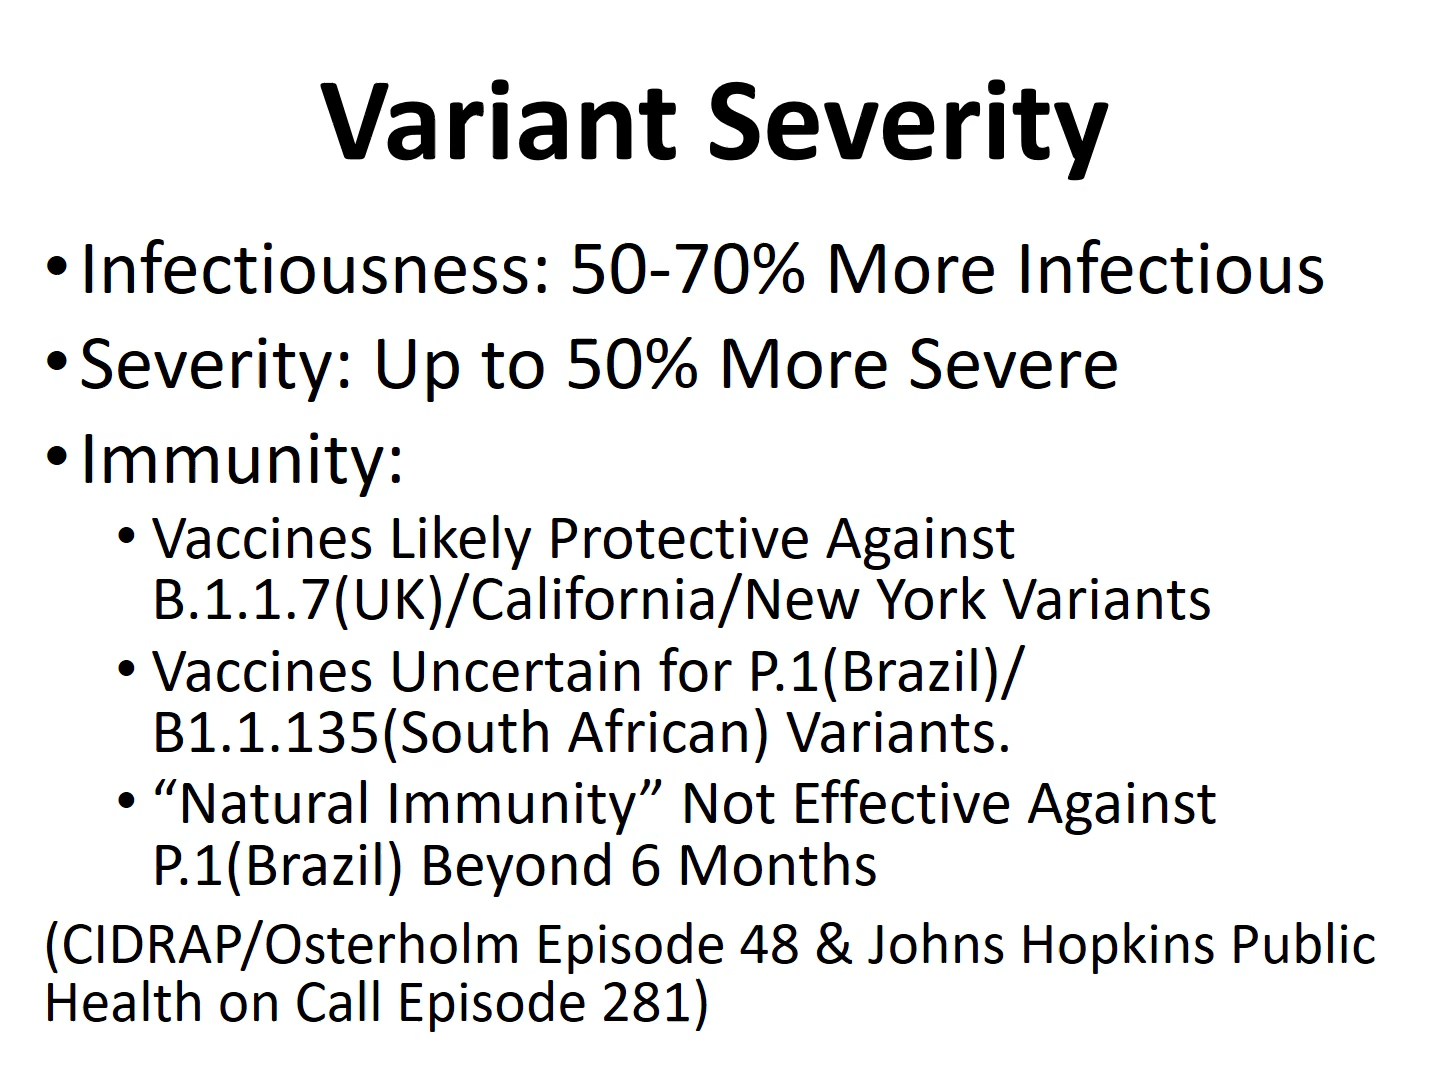 Variant Severity
• Infectiousness: 50-70% More Infectious
• Severity: Up to 50% More Severe
• Immunity:
• Vaccines Likely Protective Against
B.1.1.7(UK)/California/New York Variants
• Vaccines Uncertain for P.1(Brazil)/
B1.1.135(South African) Variants.
• “Natural Immunity” Not Effective Against
P.1(Brazil) Beyond 6 Months
(CIDRAP/Osterholm Episode 48 & Johns Hopkins Public
Health on Call Episode 281)